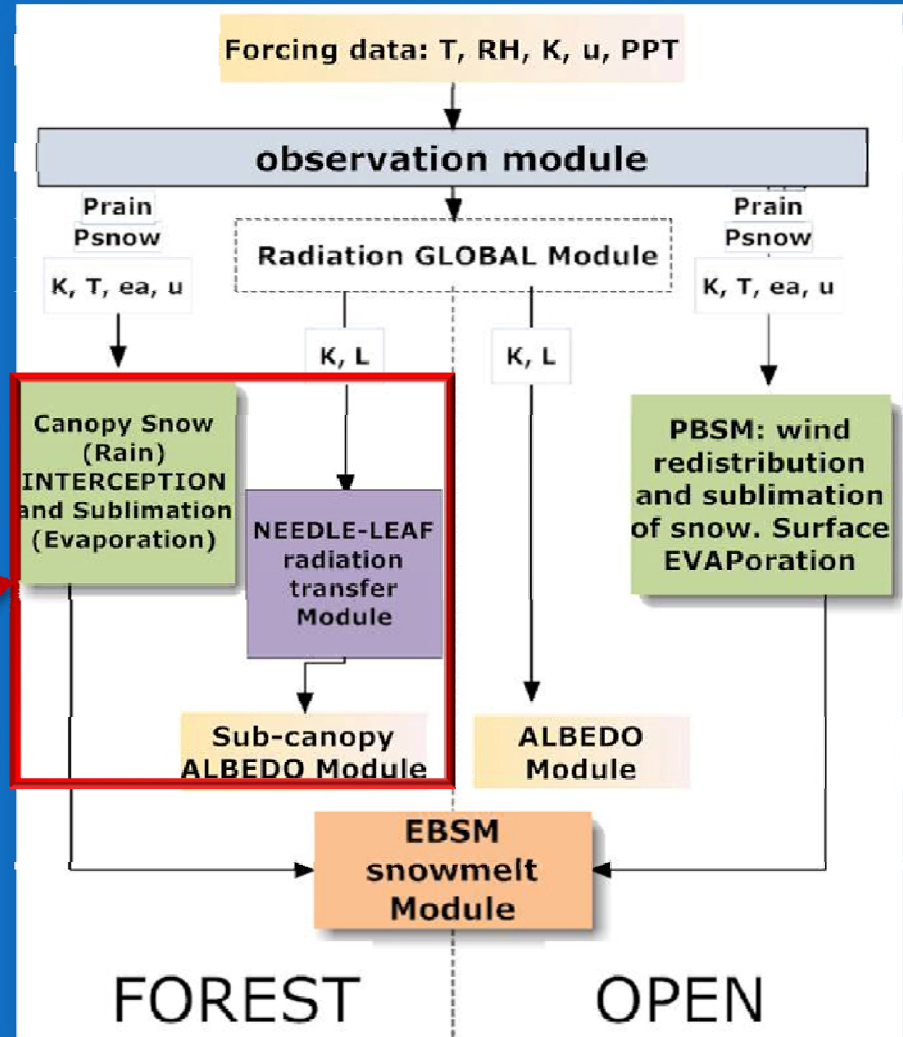 Forcing data: T, RH, K, u, PPT
observation module
Prain
Psnow
K, T, ea, u
Radiation GLOBAL Module
Prain
Psnow
K, T, ea, u
K, L
K, L
Canopy Snow
(Rain)
INTERCEPTION
and Sublimation
(Evaporation)
NEEDLE-LEAF
radiation
transfer
Module
PBSM: wind
redistribution
and sublimation
of snow. Surface
EVAPoration
Sub-canopy
ALBEDO Module
ALBEDO
Module
EBSM
snowmelt
Module
FOREST
OPEN